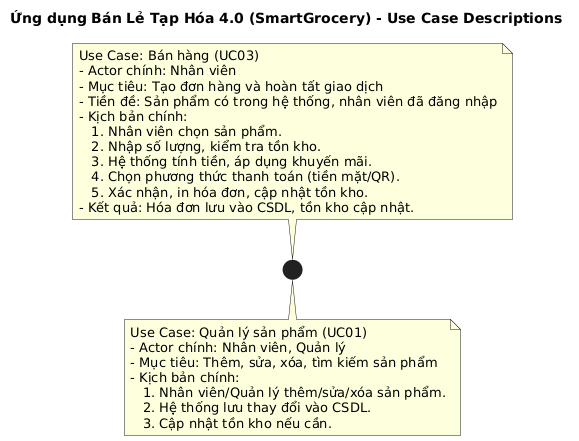 Ứng dụng Bán Lẻ Tạp Hóa 4.0 (SmartGrocery) - Use Case Descriptions
Use Case: Bán hàng (UC03)
- Actor chính: Nhân viên
- Mục tiêu: Tạo đơn hàng và hoàn tất giao dịch
- Tiền đề: Sản phẩm có trong hệ thống, nhân viên đã đăng nhập
- Kịch bản chính:
1. Nhân viên chọn sản phẩm.
2. Nhập số lượng, kiểm tra tồn kho.
3. Hệ thống tính tiền, áp dụng khuyến mãi.
4. Chọn phương thức thanh toán (tiền mặt/QR).
5. Xác nhận, in hóa đơn, cập nhật tồn kho.
- Kết quả: Hóa đơn lưu vào CSDL, tồn kho cập nhật.
Use Case: Quản lý sản phẩm (UC01)
- Actor chính: Nhân viên, Quản lý
- Mục tiêu: Thêm, sửa, xóa, tìm kiếm sản phẩm
- Kịch bản chính:
1. Nhân viên/Quản lý thêm/sửa/xóa sản phẩm.
2. Hệ thống lưu thay đổi vào CSDL.
3. Cập nhật tồn kho nếu cần.